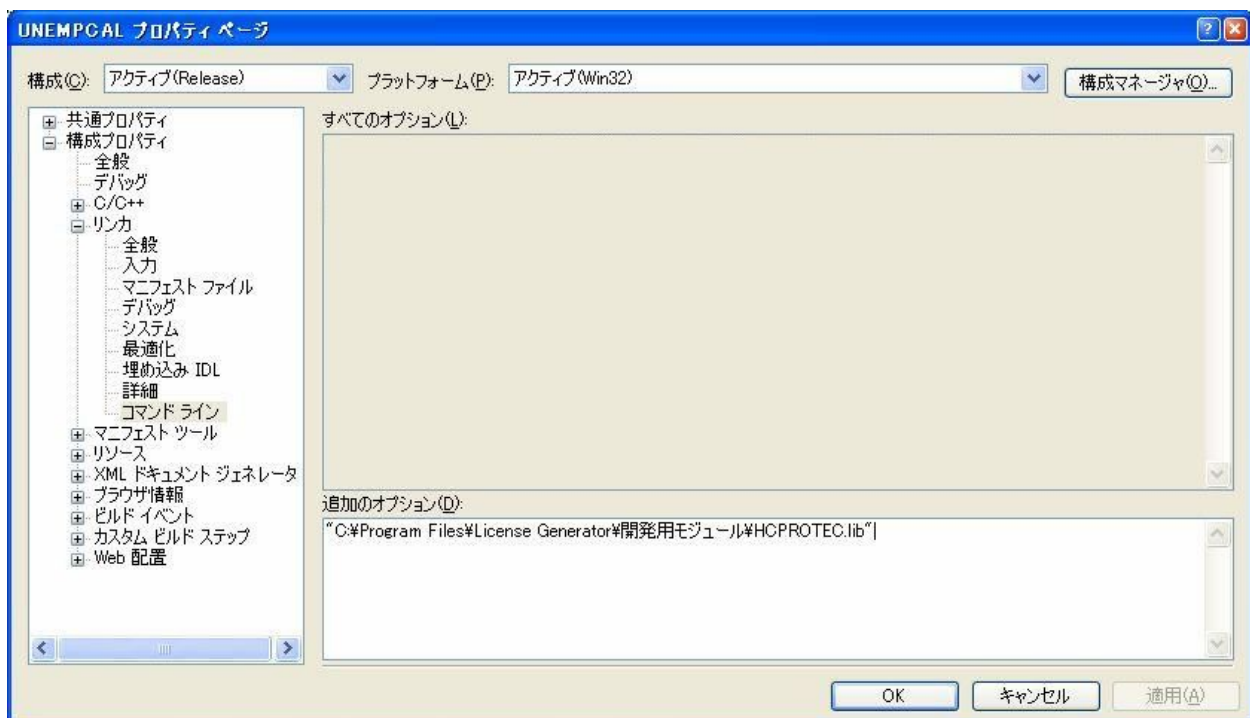 UNEMPCAL プロパティ ページ
構成(C): アクティブ(Release) プラットフォーム(P): アクティブ(Win32) 構成マネージャ(O)...
共通プロパティ
構成プロパティ
全般
デバッグ
C/C++
リンカ
全般
入力
マニフェスト ファイル
デバッグ
システム
最適化
埋め込み IDL
詳細
コマンド ライン
マニフェスト ツール
リソース
XML ドキュメント ジェネレータ
ブラウザ情報
ビルド イベント
カスタム ビルド ステップ
Web 配置
すべてのオプション(L):
追加のオプション(D):
"C:¥Program Files¥License Generator¥開発用モジュール¥HCPROTEC.lib"
OK キャンセル 適用(A)